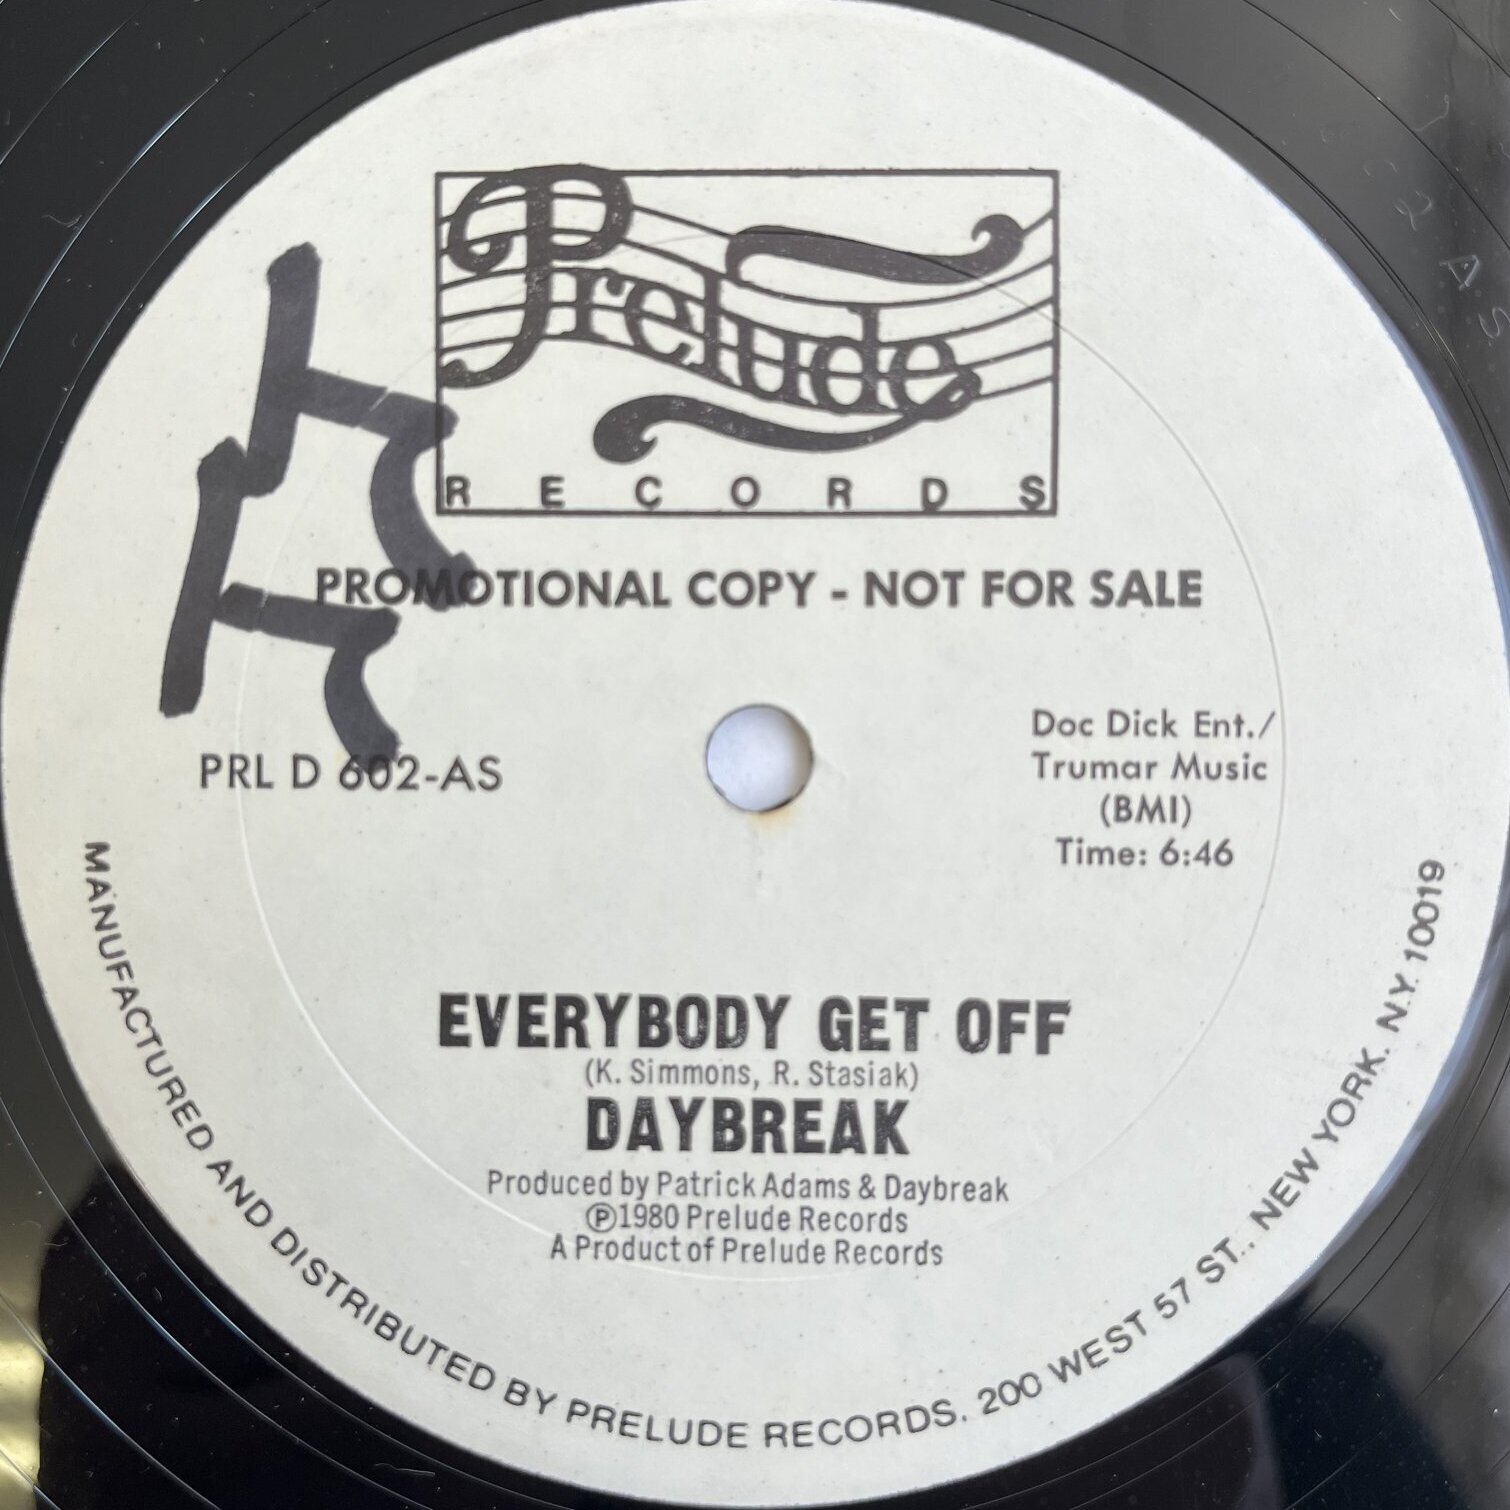 Prelude
RECORDS
PROMOTIONAL COPY - NOT FOR SALE
PRL D 602-AS
Doc Dick Ent./
Trumar Music
(BMI)
Time: 6:46
EVERYBODY GET OFF
(K. Simmons, R. Stasiak)
DAYBREAK
Produced by Patrick Adams & Daybreak
Ⓟ1980 Prelude Records
A Product of Prelude Records
MANUFACTURED AND DISTRIBUTED BY PRELUDE RECORDS. 200 WEST 57 ST., NEW YORK. N.Y. 10019